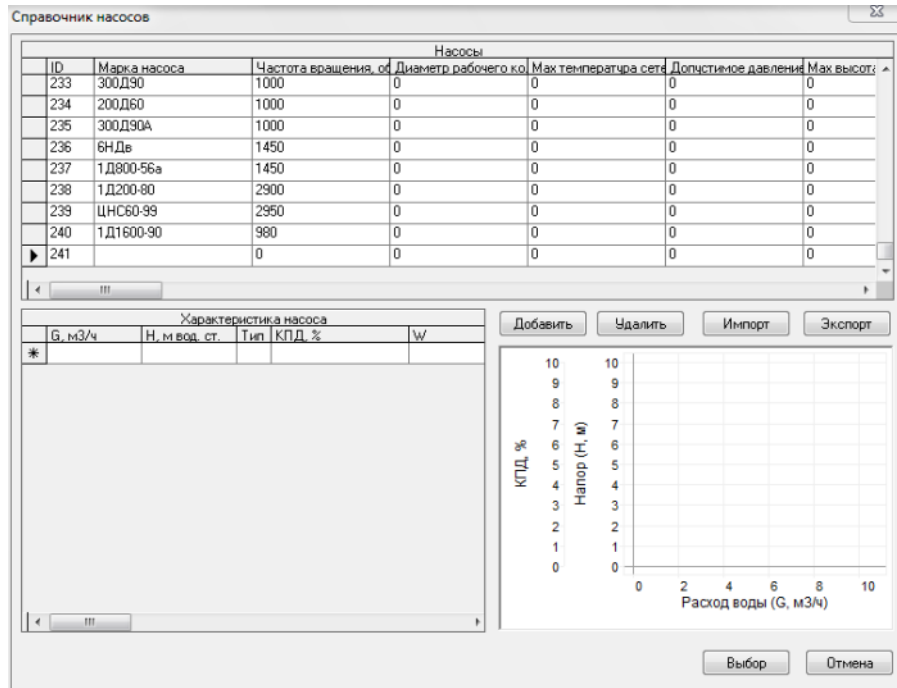 Справочник насосов
Насосы
ID Марка насоса Частота вращения, об Диаметр рабочего ко Max температура сете Допустимое давление Max высота
233 300Д90 1000 0 0 0 0
234 200Д60 1000 0 0 0 0
235 300Д90А 1000 0 0 0 0
236 6НДв 1450 0 0 0 0
237 1Д800-56а 1450 0 0 0 0
238 1Д200-80 2900 0 0 0 0
239 ЦНС60-99 2950 0 0 0 0
240 1Д1600-90 980 0 0 0 0
241 0 0 0 0 0
Характеристика насоса
G, м3/ч H, м вод. ст. Тип КПД, % W
Добавить Удалить Импорт Экспорт
КПД, %
10
9
8
7
6
5
4
3
2
1
0
Напор (Н, м)
10
9
8
7
6
5
4
3
2
1
0
0 2 4 6 8 10
Расход воды (G, м3/ч)
Выбор Отмена